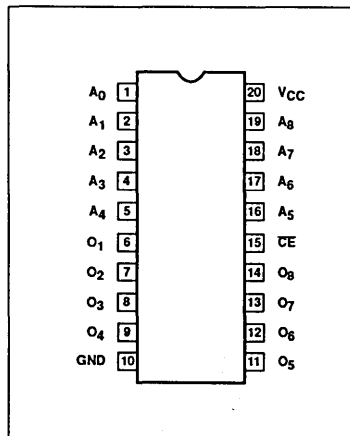 A0 1 20 VCC
A1 2 19 A8
A2 3 18 A7
A3 4 17 A6
A4 5 16 A5
O1 6 15 C̅E̅
O2 7 14 O8
O3 8 13 O7
O4 9 12 O6
GND 10 11 O5